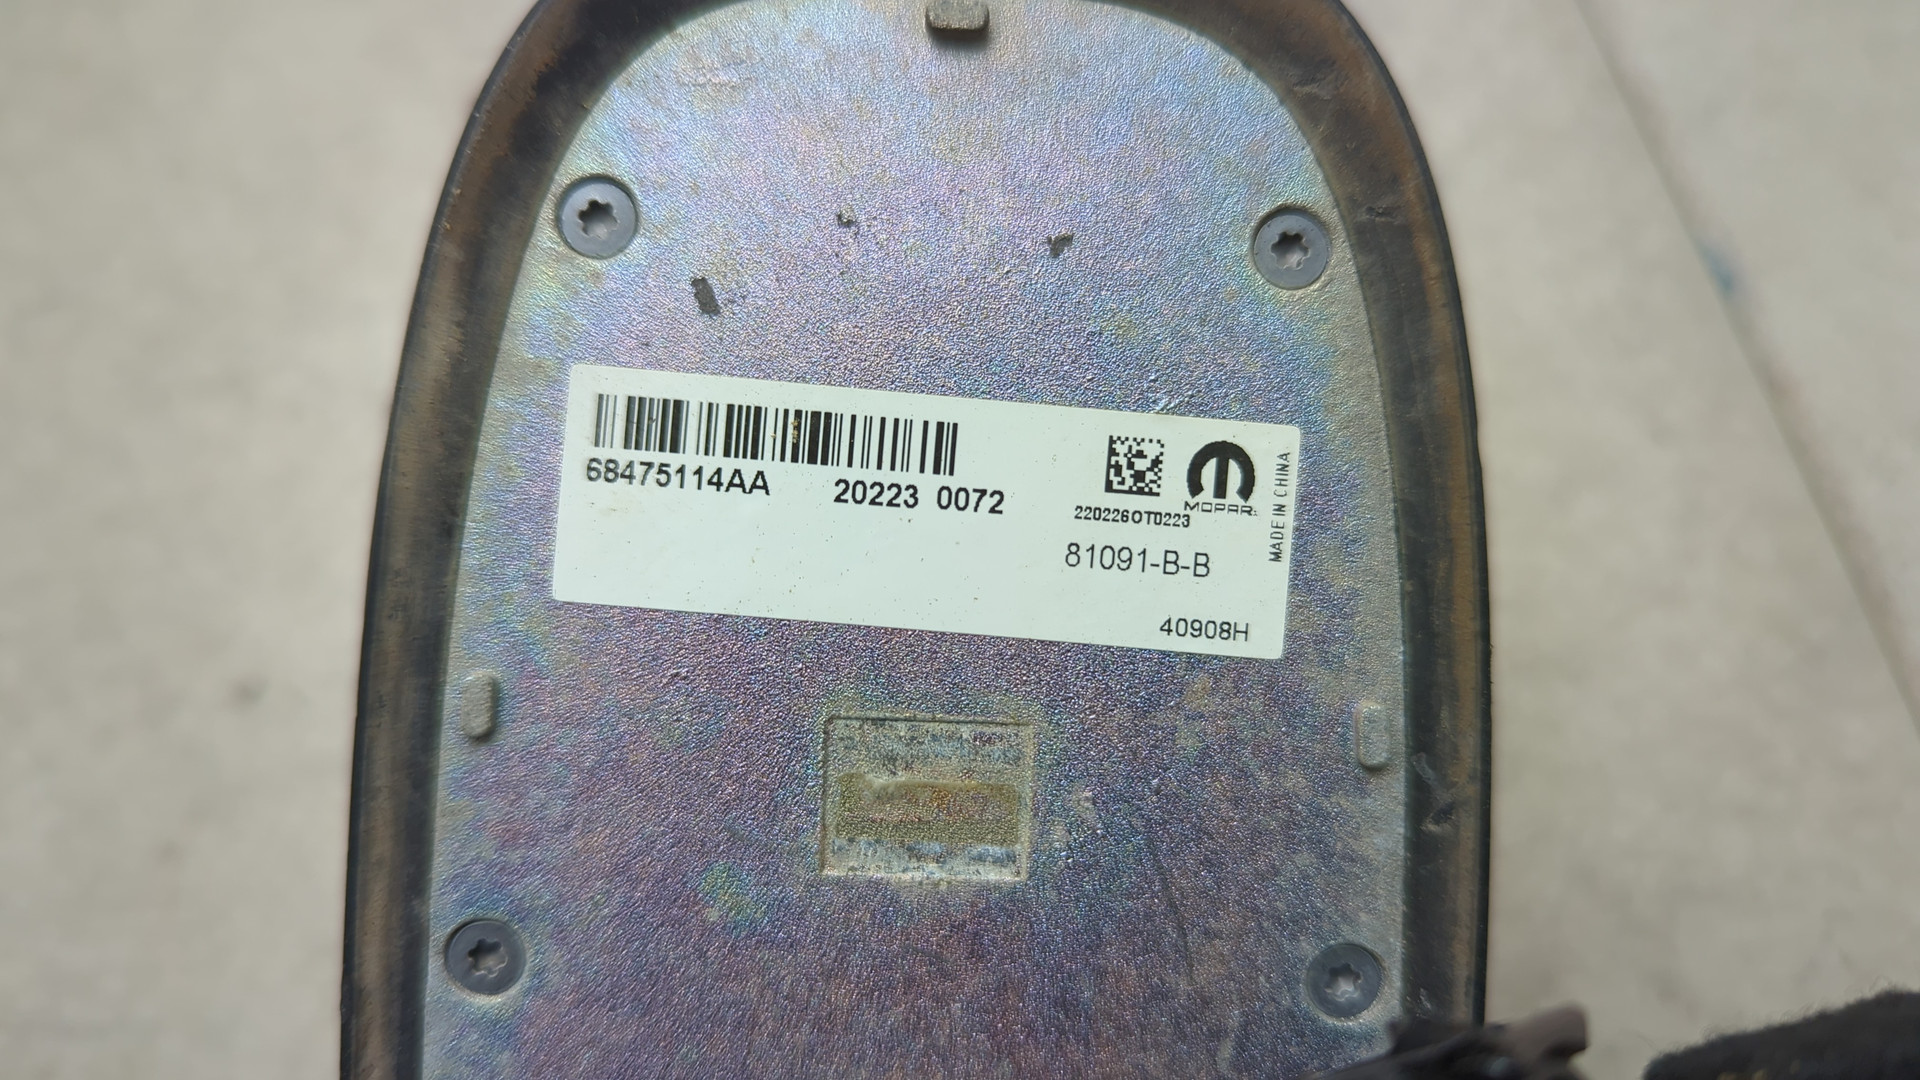 68475114AA 20223 0072
MOPAR
220226OT0223
MADE IN CHINA
81091-B-B
40908H